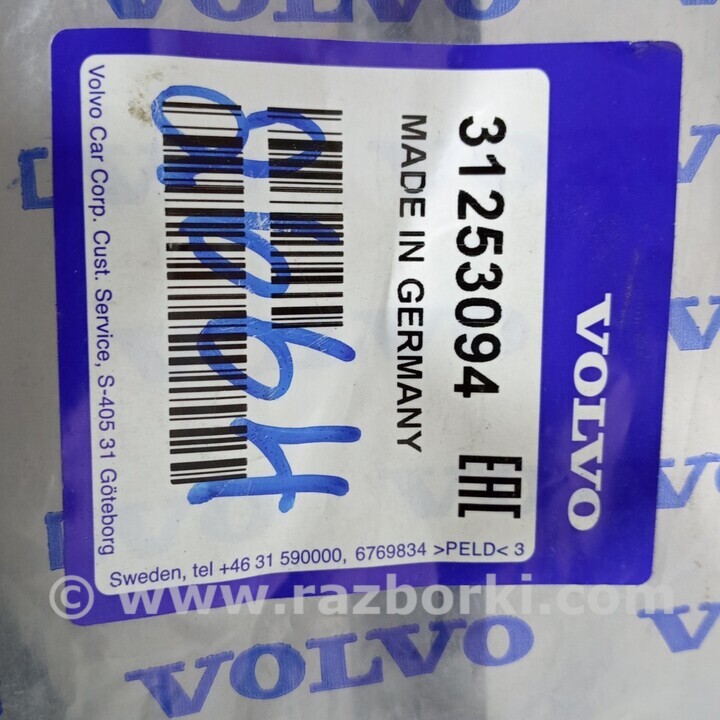 VOLVO
31253094
EAC
MADE IN GERMANY
Volvo Car Corp. Cust. Service, S-405 31 Göteborg
Sweden, tel +46 31 590000, 6769834 >PELD< 3
© www.razborki.com
VOLVO
VOLVO